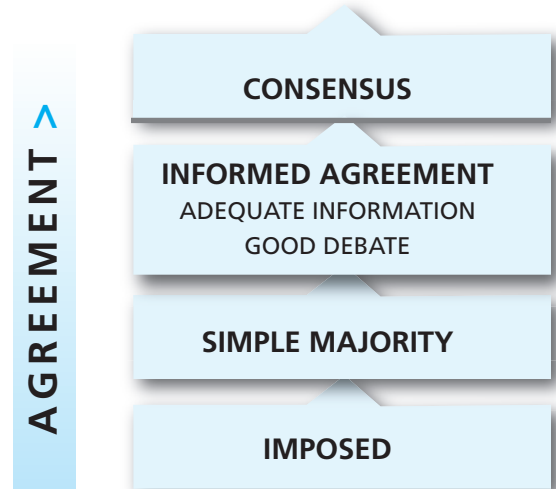 AGREEMENT >
CONSENSUS
INFORMED AGREEMENT
ADEQUATE INFORMATION
GOOD DEBATE
SIMPLE MAJORITY
IMPOSED